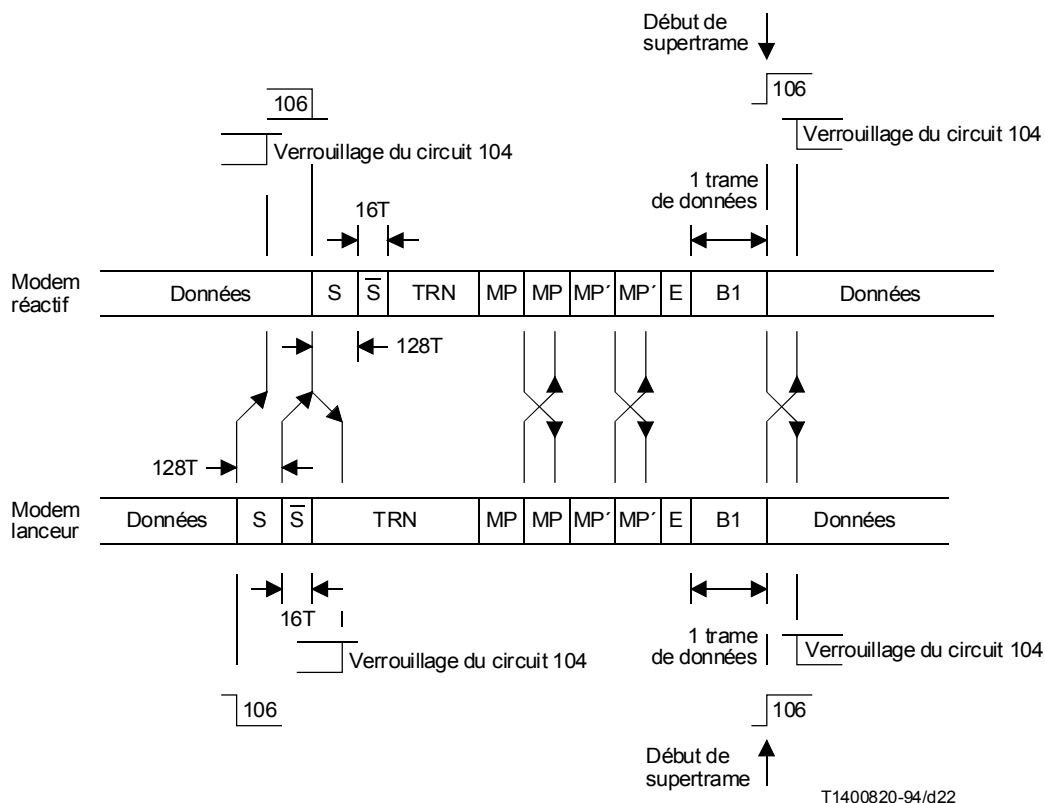 Début de
supertrame
106
106
Verrouillage du circuit 104
Verrouillage du circuit 104
1 trame
de données
16T
Modem
réactif
Données S S̅ TRN MP MP MP´ MP´ E B1 Données
128T
128T
Modem
lanceur
Données S S̅ TRN MP MP MP´ MP´ E B1 Données
16T
1 trame
de données
Verrouillage du circuit 104
Verrouillage du circuit 104
106
106
Début de
supertrame
T1400820-94/d22